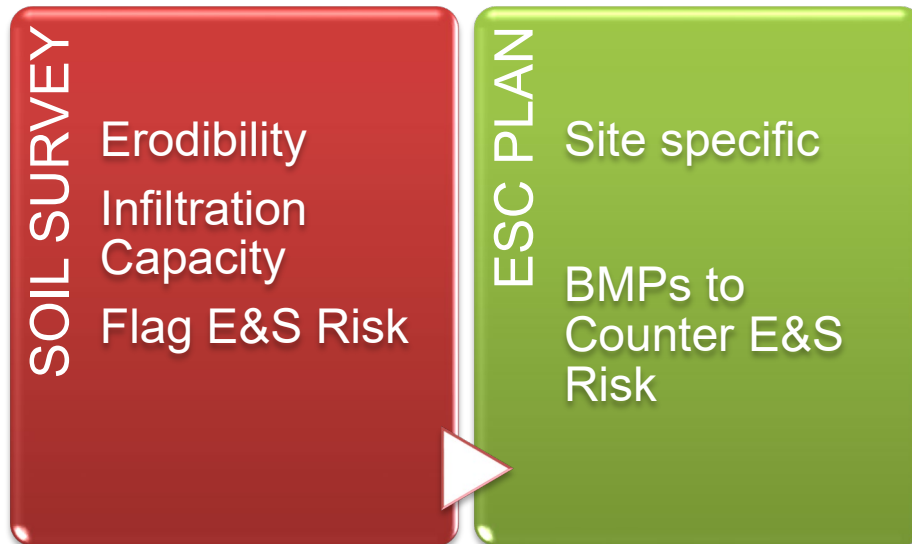 SOIL SURVEY
Erodibility
Infiltration
Capacity
Flag E&S Risk
ESC PLAN
Site specific
BMPs to
Counter E&S
Risk